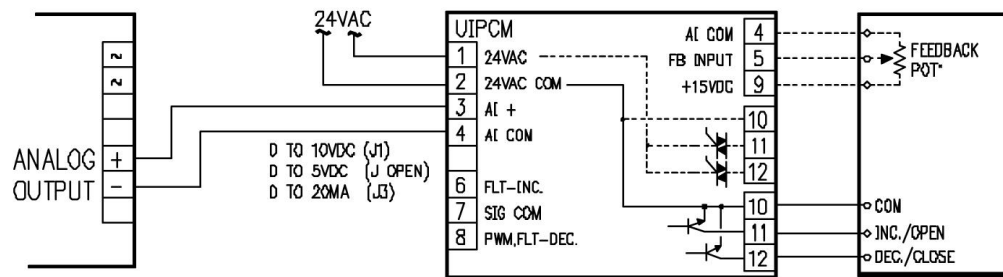 24VAC
UIPCM
1 24VAC
2 24VAC COM
3 AI +
4 AI COM
6 FLT-INC.
7 SIG COM
8 PWM,FLT-DEC.
~
~
ANALOG +
OUTPUT -
0 TO 10VDC (J1)
0 TO 5VDC (J OPEN)
0 TO 20MA (J3)
AI COM 4
FB INPUT 5
+15VDC 9
10
11
12
10
11
12
FEEDBACK
POT*
CON
INC./OPEN
DEC./CLOSE